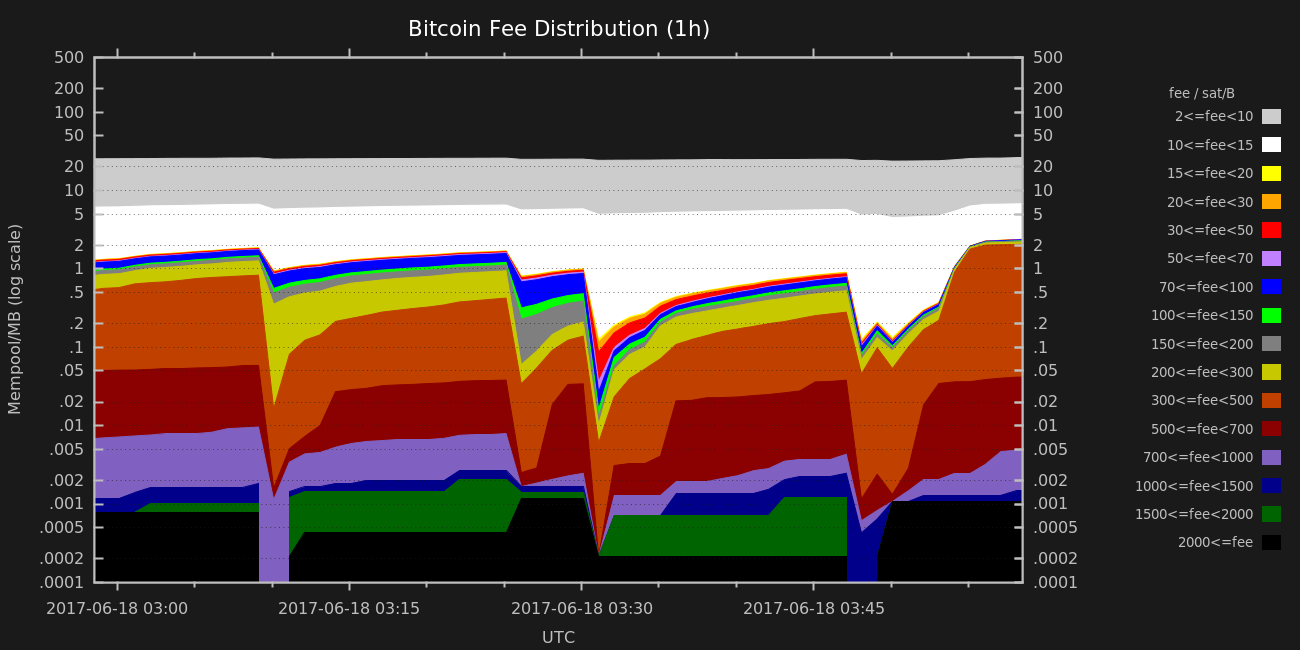 Bitcoin Fee Distribution (1h)
Mempool/MB (log scale)
500
200
100
50
20
10
5
2
1
.5
.2
.1
.05
.02
.01
.005
.002
.001
.0005
.0002
.0001
500
200
100
50
20
10
5
2
1
.5
.2
.1
.05
.02
.01
.005
.002
.001
.0005
.0002
.0001
2017-06-18 03:00 2017-06-18 03:15 2017-06-18 03:30 2017-06-18 03:45
UTC
fee / sat/B
2<=fee<10
10<=fee<15
15<=fee<20
20<=fee<30
30<=fee<50
50<=fee<70
70<=fee<100
100<=fee<150
150<=fee<200
200<=fee<300
300<=fee<500
500<=fee<700
700<=fee<1000
1000<=fee<1500
1500<=fee<2000
2000<=fee